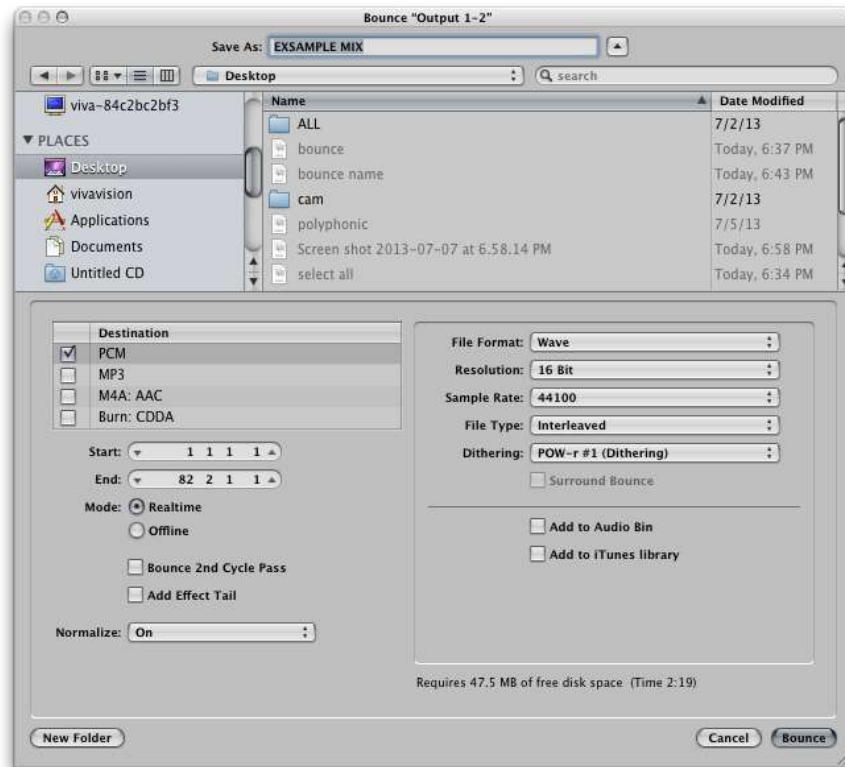 Bounce "Output 1-2"
Save As: EXSAMPLE MIX
Desktop
search
viva-84c2bc2bf3
PLACES
Desktop
vivavision
Applications
Documents
Untitled CD
Name Date Modified
ALL 7/2/13
bounce Today, 6:37 PM
bounce name Today, 6:43 PM
cam 7/2/13
polyphonic 7/5/13
Screen shot 2013-07-07 at 6.58.14 PM Today, 6:58 PM
select all Today, 6:34 PM
Destination
PCM
MP3
M4A: AAC
Burn: CDDA
Start: 1 1 1 1
End: 82 2 1 1
Mode: Realtime
Offline
Bounce 2nd Cycle Pass
Add Effect Tail
Normalize: On
File Format: Wave
Resolution: 16 Bit
Sample Rate: 44100
File Type: Interleaved
Dithering: POW-r #1 (Dithering)
Surround Bounce
Add to Audio Bin
Add to iTunes library
Requires 47.5 MB of free disk space (Time 2:19)
New Folder
Cancel
Bounce